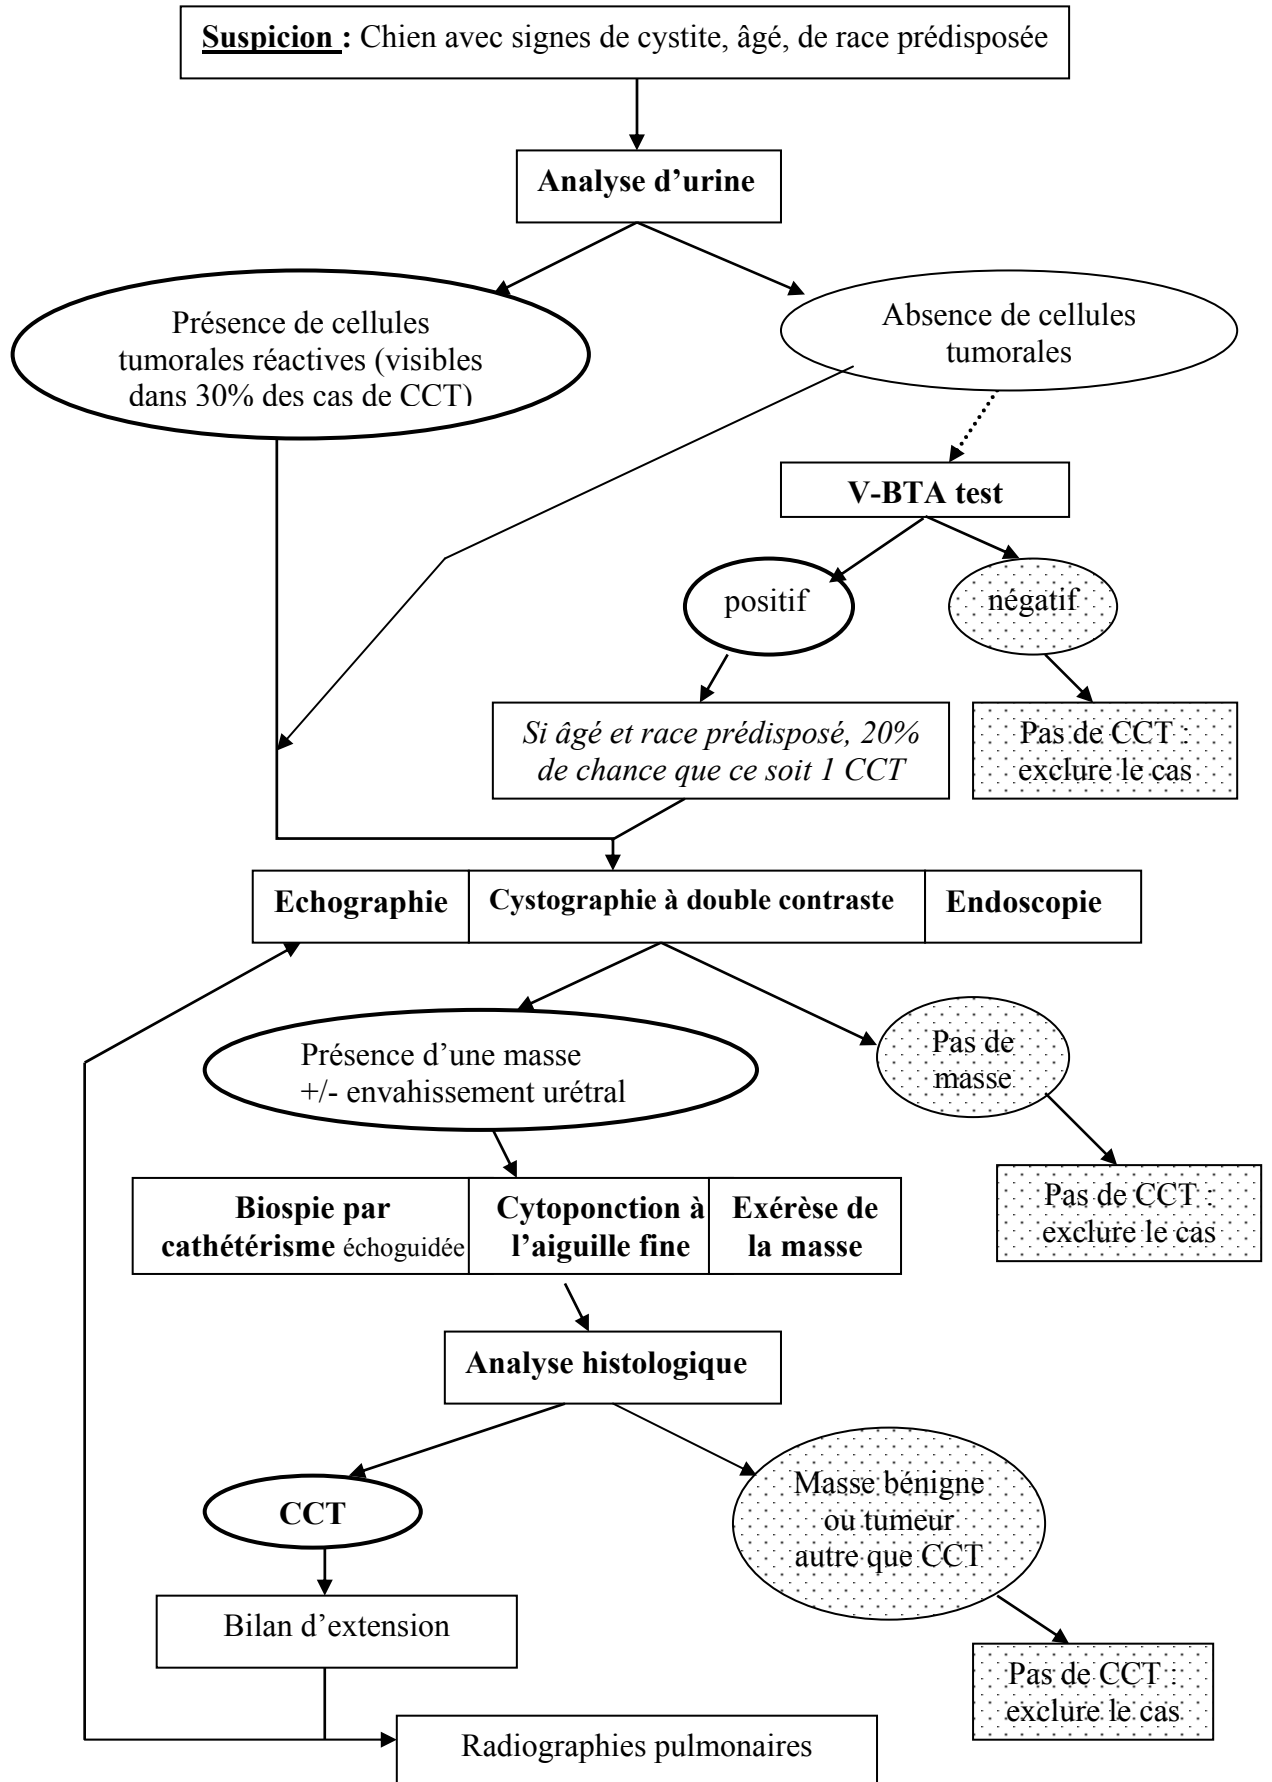 Suspicion : Chien avec signes de cystite, âgé, de race prédisposée
Analyse d’urine
Présence de cellules
tumorales réactives (visibles
dans 30% des cas de CCT)
Absence de cellules
tumorales
V-BTA test
positif
négatif
Si âgé et race prédisposé, 20%
de chance que ce soit 1 CCT
Pas de CCT :
exclure le cas
Echographie
Cystographie à double contraste
Endoscopie
Présence d’une masse
+/- envahissement urétral
Pas de
masse
Pas de CCT :
exclure le cas
Biospie par
cathétérisme échoguidée
Cytoponction à
l’aiguille fine
Exérèse de
la masse
Analyse histologique
CCT
Masse bénigne
ou tumeur
autre que CCT
Bilan d’extension
Pas de CCT :
exclure le cas
Radiographies pulmonaires